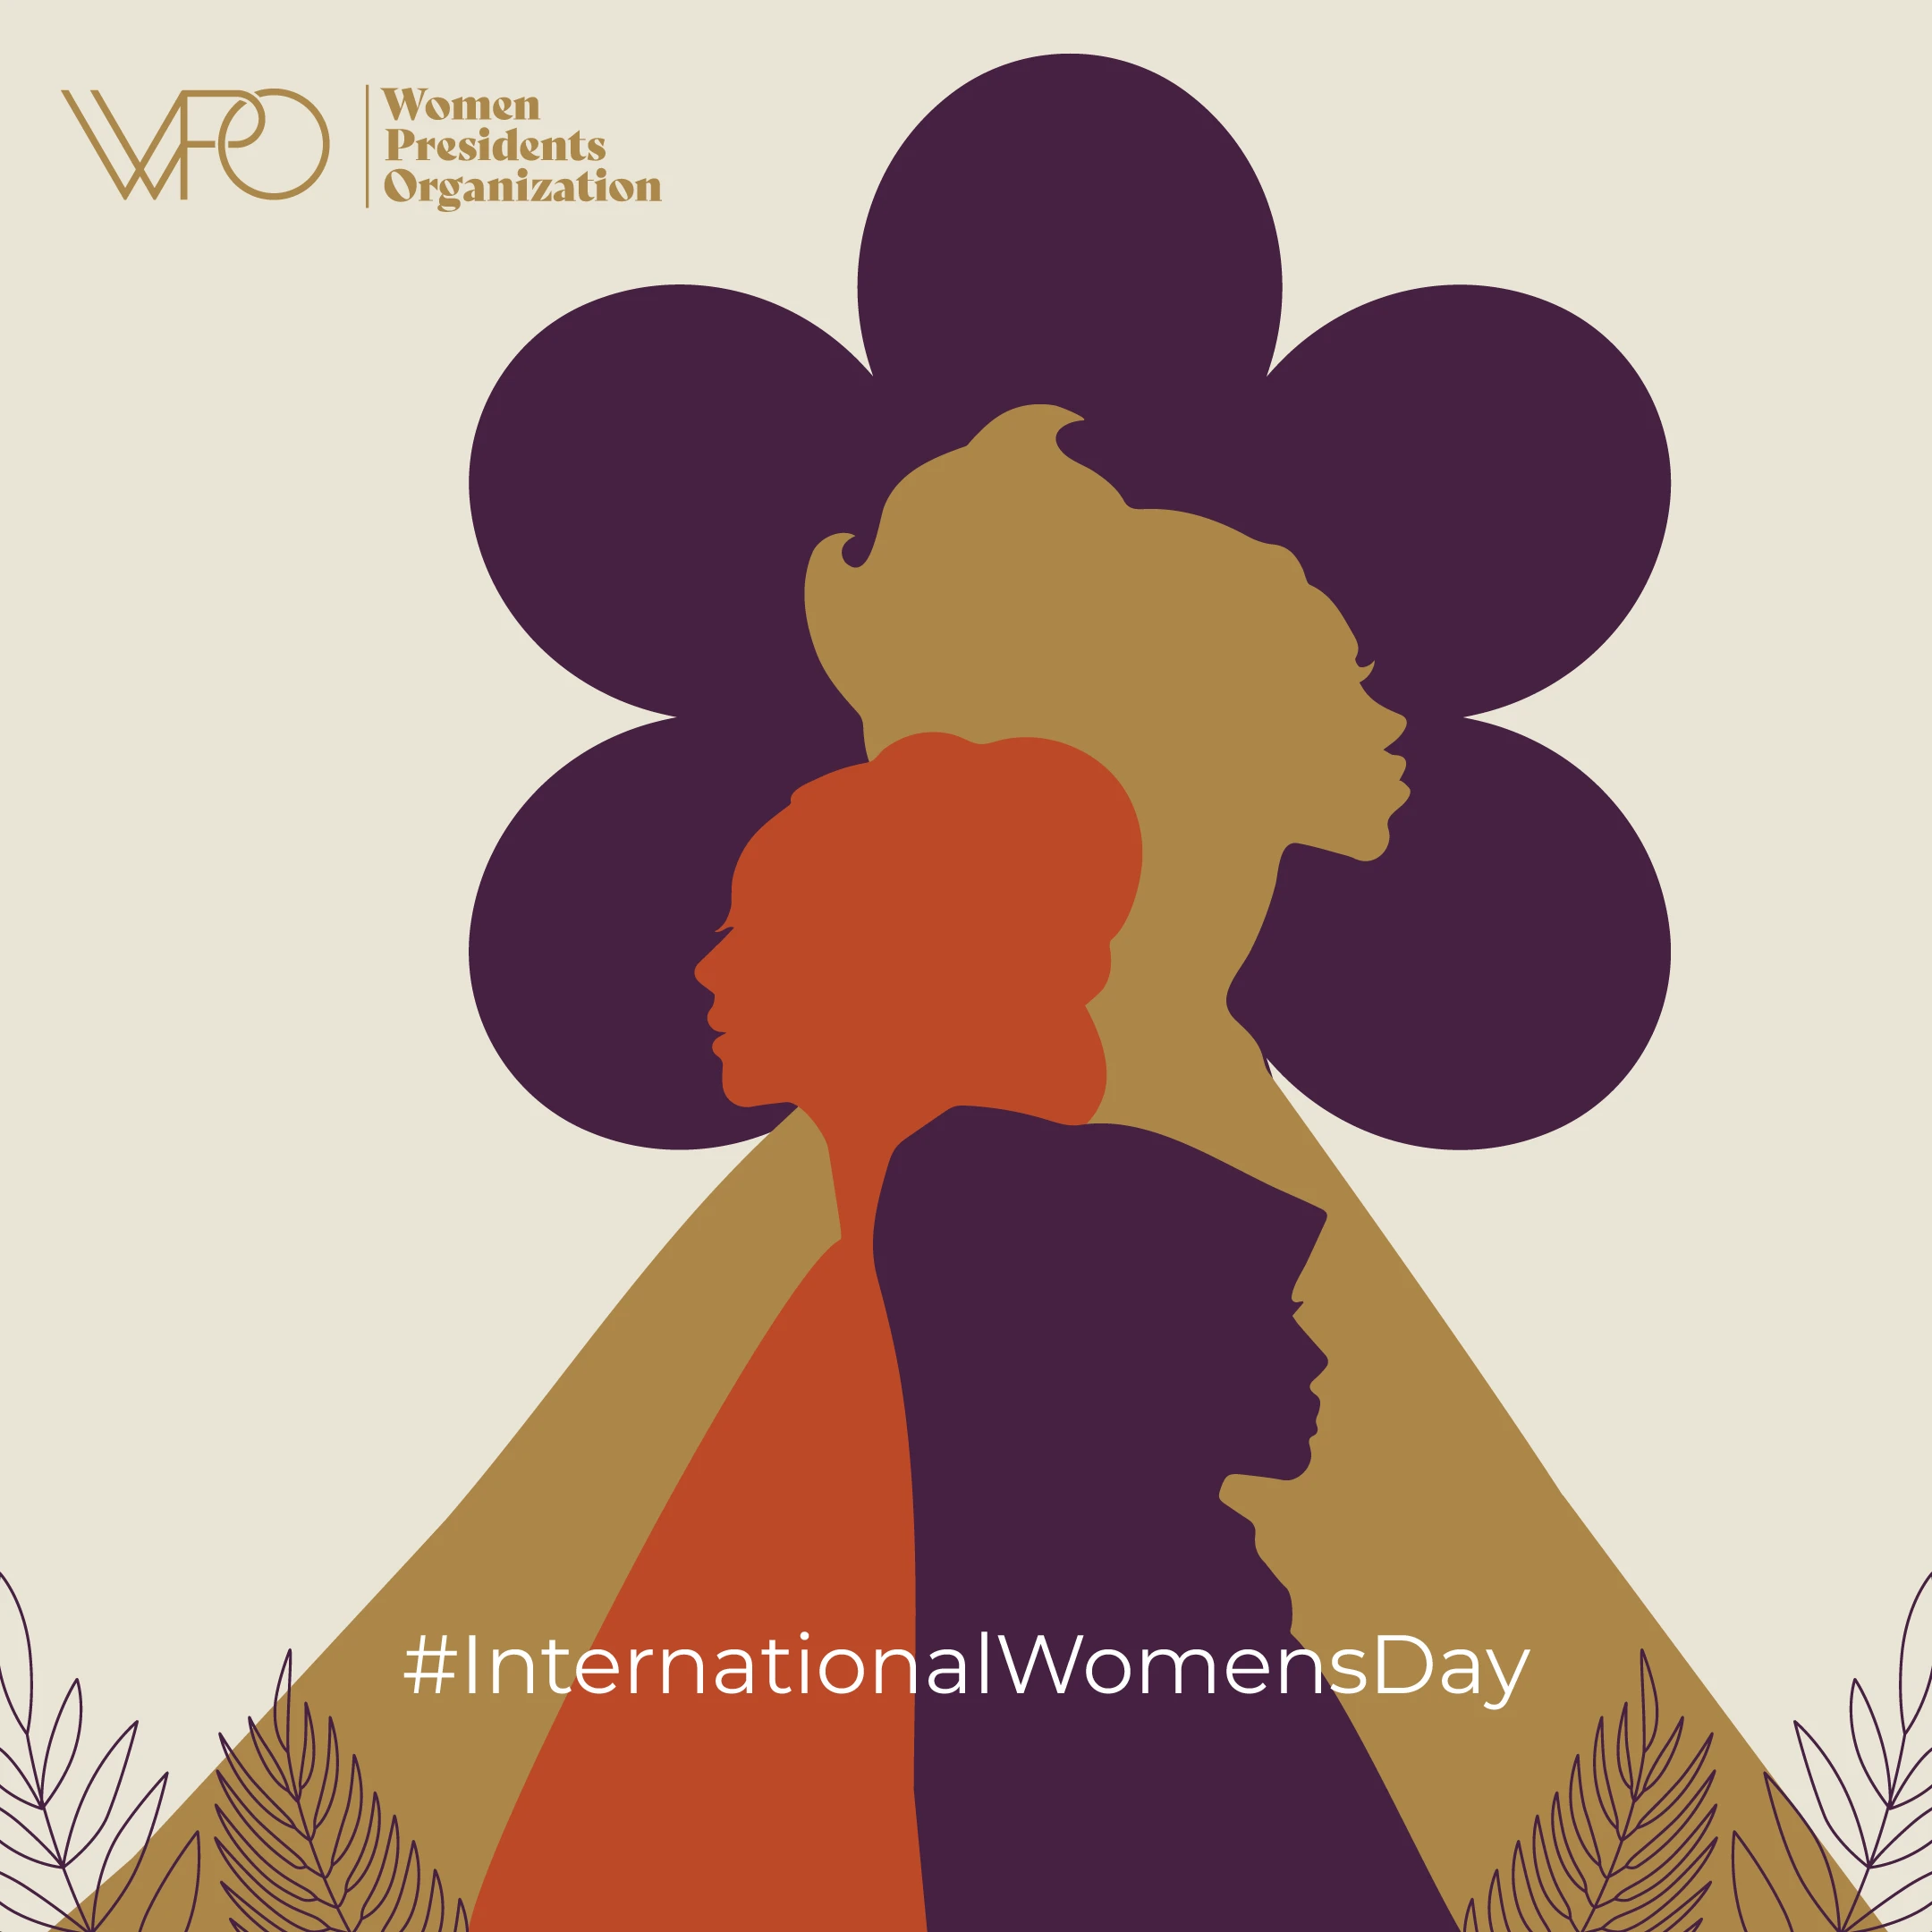 WPO
Women
Presidents
Organization
#InternationalWomensDay